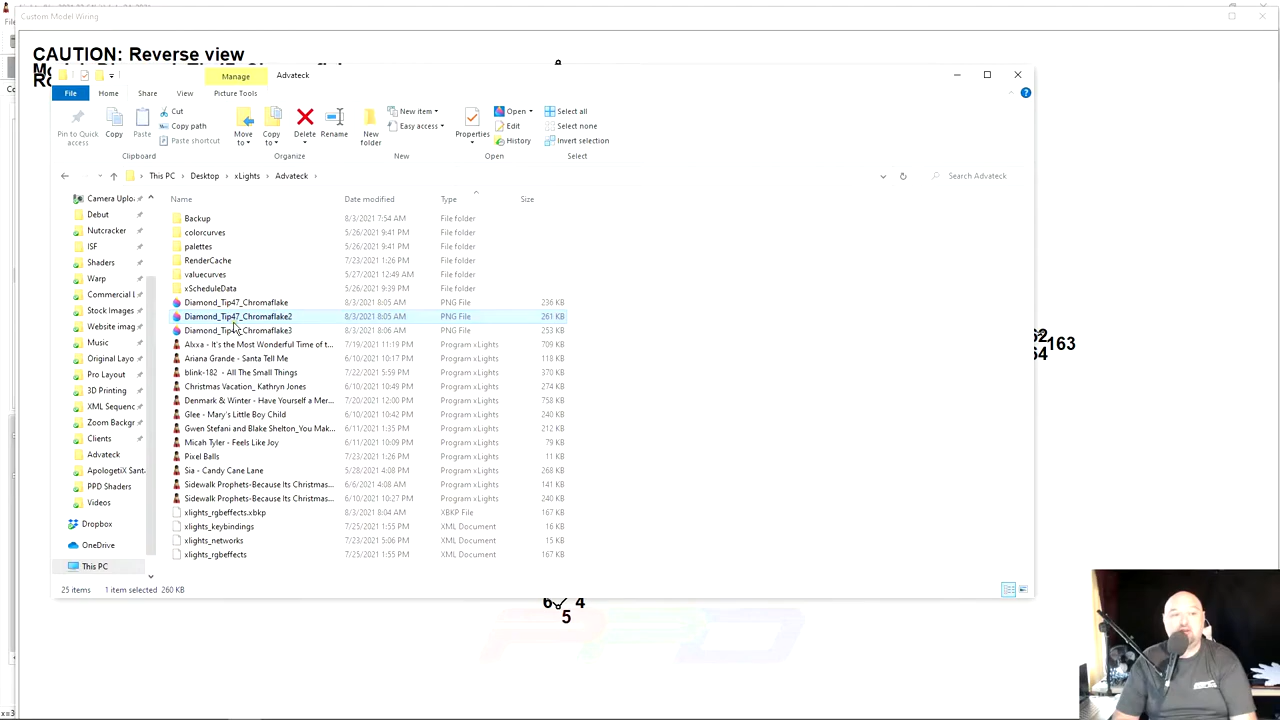 Custom Model Wiring
CAUTION: Reverse view
Manage
Advateck
File
Home
Share
View
Picture Tools
Pin to Quick access
Copy
Paste
Cut
Copy path
Paste shortcut
Clipboard
Move to
Copy to
Delete
Rename
Organize
New folder
New item
Easy access
New
Properties
Open
Edit
History
Open
Select all
Select none
Invert selection
Select
This PC > Desktop > xLights > Advateck >
Search Advateck
Name Date modified Type Size
Camera Uplo
Debut
Nutcracker
ISF
Shaders
Warp
Commercial L
Stock Images
Website imag
Music
Original Layo
Pro Layout
3D Printing
XML Sequenc
Zoom Backgr
Clients
Advateck
ApologetiX Sant
PPD Shaders
Videos
Dropbox
OneDrive
This PC
Backup 8/3/2021 7:54 AM File folder
colorcurves 5/26/2021 9:41 PM File folder
palettes 5/26/2021 9:41 PM File folder
RenderCache 7/23/2021 1:26 PM File folder
valuecurves 5/27/2021 12:49 AM File folder
xScheduleData 5/26/2021 9:39 PM File folder
Diamond_Tip47_Chromaflake 8/3/2021 8:05 AM PNG File 236 KB
Diamond_Tip47_Chromaflake2 8/3/2021 8:05 AM PNG File 261 KB
Diamond_Tip47_Chromaflake3 8/3/2021 8:06 AM PNG File 253 KB
Alxxa - It's the Most Wonderful Time of t... 7/19/2021 11:19 PM Program xLights 709 KB
Ariana Grande - Santa Tell Me 6/10/2021 10:17 PM Program xLights 118 KB
blink-182 - All The Small Things 7/22/2021 5:59 PM Program xLights 370 KB
Christmas Vacation_ Kathryn Jones 6/10/2021 10:49 PM Program xLights 274 KB
Denmark & Winter - Have Yourself a Mer... 7/20/2021 12:00 PM Program xLights 758 KB
Glee - Mary's Little Boy Child 6/10/2021 10:42 PM Program xLights 240 KB
Gwen Stefani and Blake Shelton_You Mak... 6/11/2021 1:35 PM Program xLights 212 KB
Micah Tyler - Feels Like Joy 6/11/2021 10:09 PM Program xLights 79 KB
Pixel Balls 7/23/2021 1:26 PM Program xLights 11 KB
Sia - Candy Cane Lane 5/28/2021 4:08 PM Program xLights 268 KB
Sidewalk Prophets-Because Its Christmas... 6/6/2021 4:08 AM Program xLights 141 KB
Sidewalk Prophets-Because Its Christmas... 6/10/2021 10:27 PM Program xLights 240 KB
xlights_rgbeffects.xbkp 8/3/2021 8:04 AM XBKP File 167 KB
xlights_keybindings 7/25/2021 1:55 PM XML Document 16 KB
xlights_networks 7/23/2021 5:06 PM XML Document 15 KB
xlights_rgbeffects 7/25/2021 1:55 PM XML Document 167 KB
25 items 1 item selected 260 KB
62
163
64
6 4
5
PPD